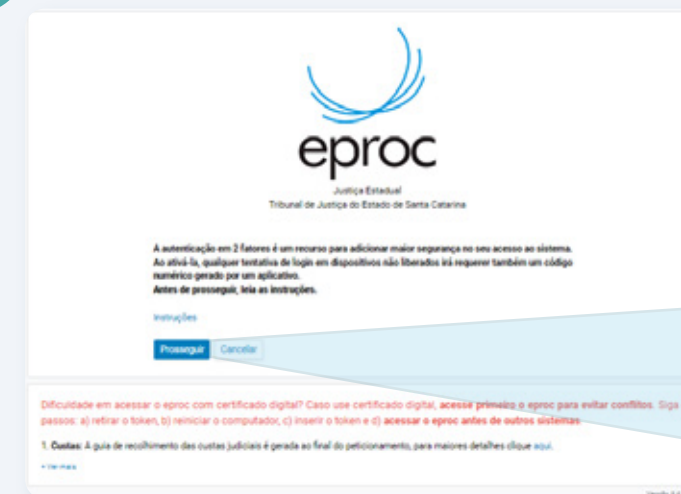 eproc
Justiça Estadual
Tribunal de Justiça do Estado de Santa Catarina
A autenticação em 2 fatores é um recurso para adicionar maior segurança no seu acesso ao sistema.
Ao ativá-la, qualquer tentativa de login em dispositivos não liberados irá requerer também um código
numérico gerado por um aplicativo.
Antes de prosseguir, leia as instruções.
Instruções
Prosseguir Cancelar
Dificuldade em acessar o eproc com certificado digital? Caso use certificado digital, acesse primeiro o eproc para evitar conflitos. Siga
passos: a) retirar o token, b) reiniciar o computador, c) inserir o token e d) acessar o eproc antes de outros sistemas
1. Custas: A guia de recolhimento das custas judiciais é gerada ao final do peticionamento, para maiores detalhes clique aqui.
+ Ver mais